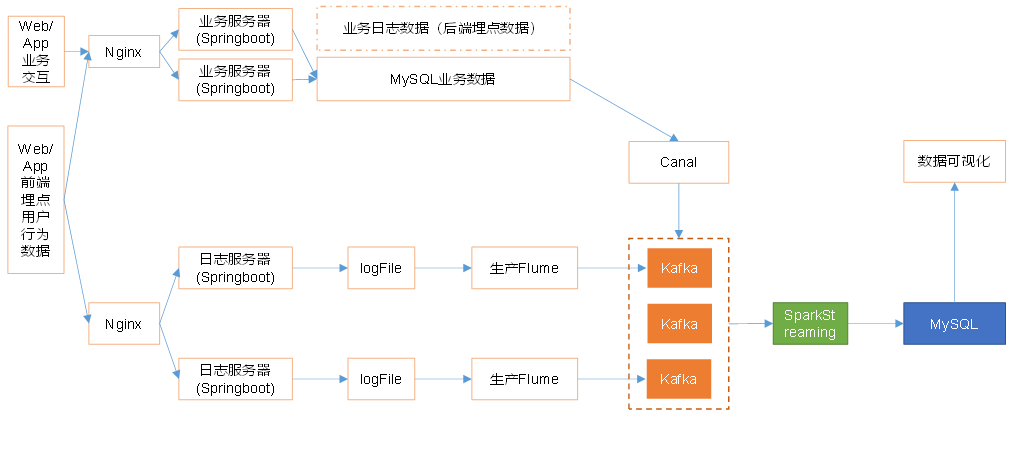 Web/
App
业务
交互
Nginx
业务服务器
(Springboot)
业务服务器
(Springboot)
业务日志数据（后端埋点数据）
MySQL业务数据
Canal
数据可视化
Web/
App
前端
埋点
用户
行为
数据
Nginx
日志服务器
(Springboot)
logFile
生产Flume
Kafka
Kafka
SparkSt
reaming
MySQL
日志服务器
(Springboot)
logFile
生产Flume
Kafka